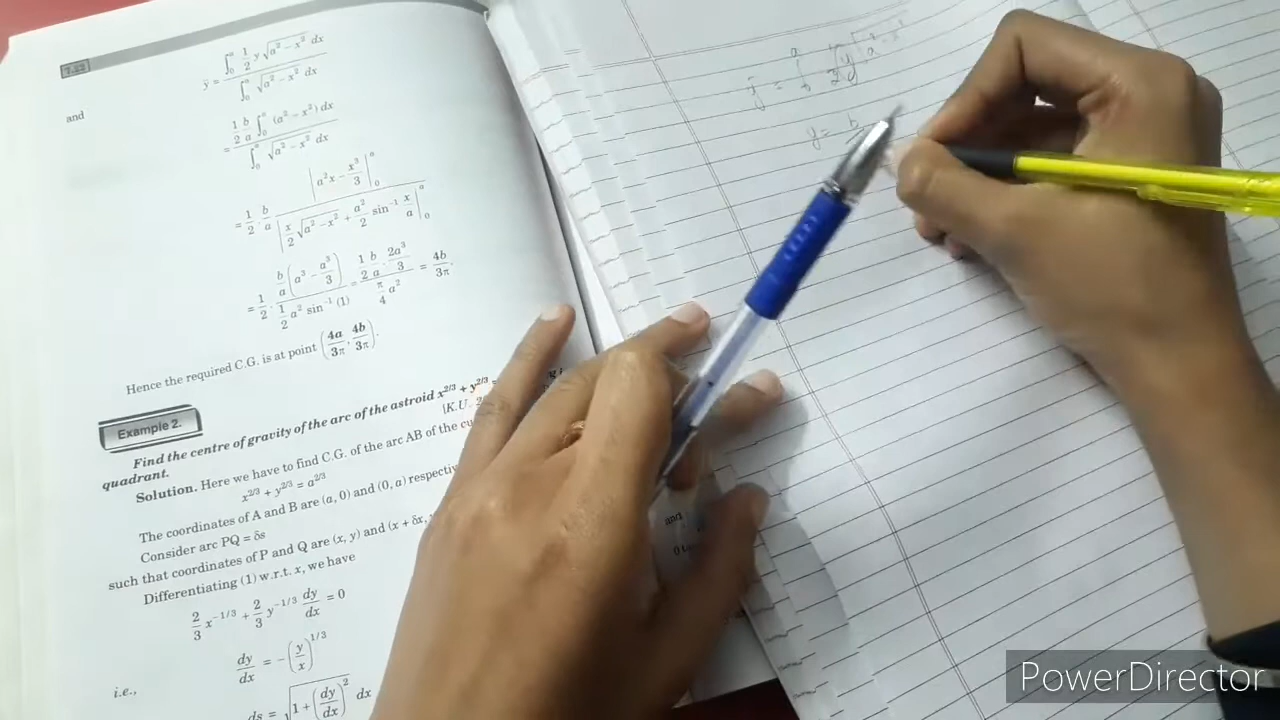 7.22
and
ȳ = ∫₀ᵃ 1/2 y √(a² – x²) dx / ∫₀ᵃ √(a² – x²) dx
= 1/2 b/a ∫₀ᵃ (a² – x²) dx / ∫₀ᵃ √(a² – x²) dx
= 1/2 · b/a |a²x – x³/3|₀ᵃ / |x/2 √(a² – x²) + a²/2 sin⁻¹ x/a|₀ᵃ
= 1/2 · b/a (a³ – a³/3) / 1/2 a² sin⁻¹ (1) = 1/2 b/a · 2a³/3 / π/4 a² = 4b/3π.
Hence the required C.G. is at point (4a/3π, 4b/3π).
Example 2.
Find the centre of gravity of the arc of the astroid x^2/3 + y^2/3 =
quadrant.
|K.U.
Solution. Here we have to find C.G. of the arc AB of the
x^2/3 + y^2/3 = a^2/3
The coordinates of A and B are (a, 0) and (0, a)
Consider arc PQ = δs
such that coordinates of P and Q are (x, y) and (x + δx,
Differentiating (1) w.r.t. x, we have
2/3 x^–1/3 + 2/3 y^–1/3 dy/dx = 0
i.e., dy/dx = –(y/x)^1/3
ds = √(1 + (dy/dx)²) dx
and
ȳ =
y = b
PowerDirector